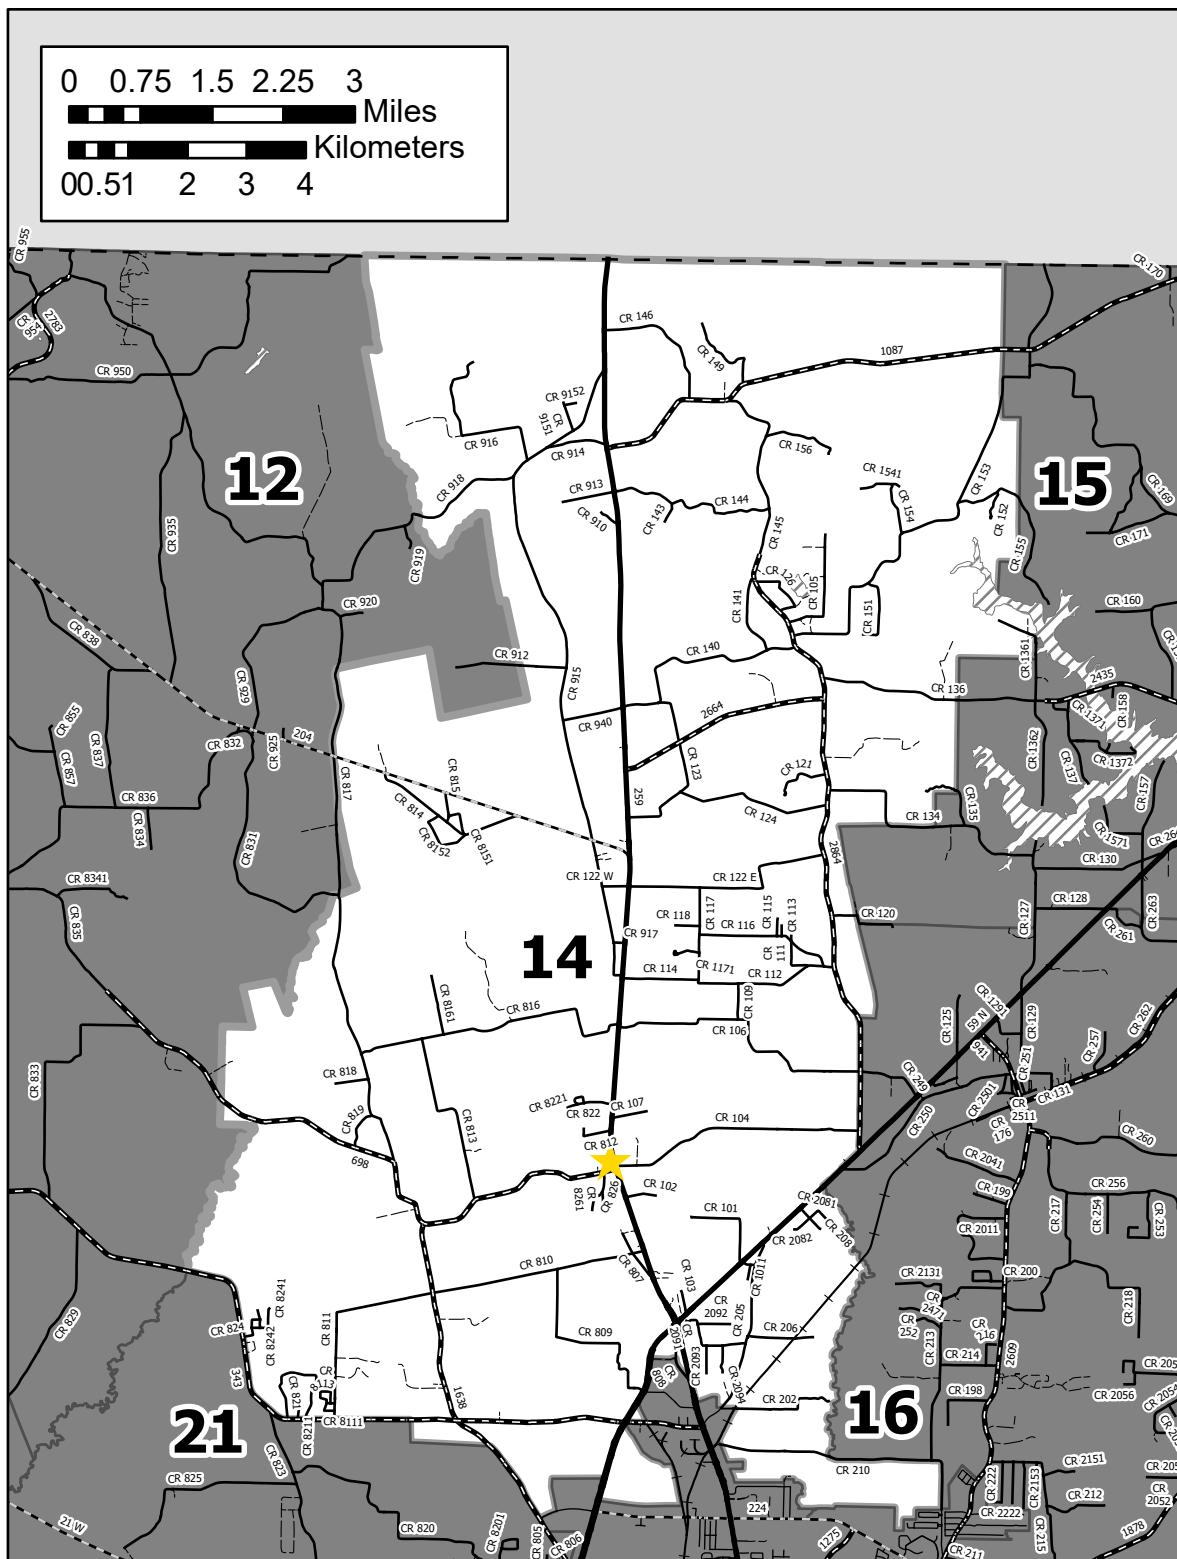 0 0.75 1.5 2.25 3
Miles
Kilometers
00.51 2 3 4
CR 955
CR 170
CR 954
2783
CR 146
CR 149
1087
CR 950
CR 9152
CR 9151
CR 916
CR 914
CR 156
12
15
CR 918
CR 913
CR 1541
CR 153
CR 169
CR 144
CR 154
CR 143
CR 910
CR 152
CR 935
CR 145
CR 171
CR 919
CR 155
CR 126
CR 105
CR 920
CR 141
CR 151
CR 160
CR 838
CR 140
CR 1361
CR 912
CR 915
2435
CR 929
CR 136
CR 158
CR 855
2664
CR 940
CR 1371
204
CR 832
CR 925
CR 837
CR 1362
CR 857
CR 1372
CR 123
CR 121
CR 815
CR 137
CR 817
CR 157
CR 836
259
CR 814
CR 135
CR 124
CR 134
CR 834
CR 831
CR 8152
CR 8151
CR 1571
2864
CR 130
CR 8341
CR 122 W
CR 122 E
CR 128
CR 263
CR 117
CR 115
CR 113
CR 118
CR 116
CR 120
CR 127
CR 835
CR 917
CR 261
14
CR 111
CR 114
CR 1171
CR 112
CR 8161
CR 816
CR 109
CR 1291
CR 125
59 N
CR 129
CR 262
CR 106
941
CR 257
CR 251
CR 833
CR 818
CR 249
CR 2501
CR 131
CR 8221
CR 107
CR 822
CR 819
CR 250
CR 2511
CR 813
CR 104
CR 176
CR 812
CR 260
698
CR 2041
CR 8261
CR 826
CR 102
CR 256
CR 199
CR 2081
CR 101
CR 217
CR 254
CR 253
CR 2011
CR 208
CR 2082
CR 810
CR 807
CR 1011
CR 2131
CR 200
CR 103
CR 8241
CR 218
CR 2092
CR 205
CR 2471
CR 829
CR 811
CR 824
CR 8242
CR 809
CR 2091
CR 206
CR 252
CR 213
CR 216
2609
CR 2093
CR 214
343
CR 8113
CR 808
CR 2056
CR 821
1638
CR 2094
CR 202
CR 198
16
CR 2054
21
CR 8211
CR 8111
CR 823
CR 210
CR 222
CR 2151
CR 825
CR 2153
CR 212
CR 2052
224
CR 2222
21 W
CR 820
CR 8201
CR 805
CR 806
1275
CR 211
CR 215
1878